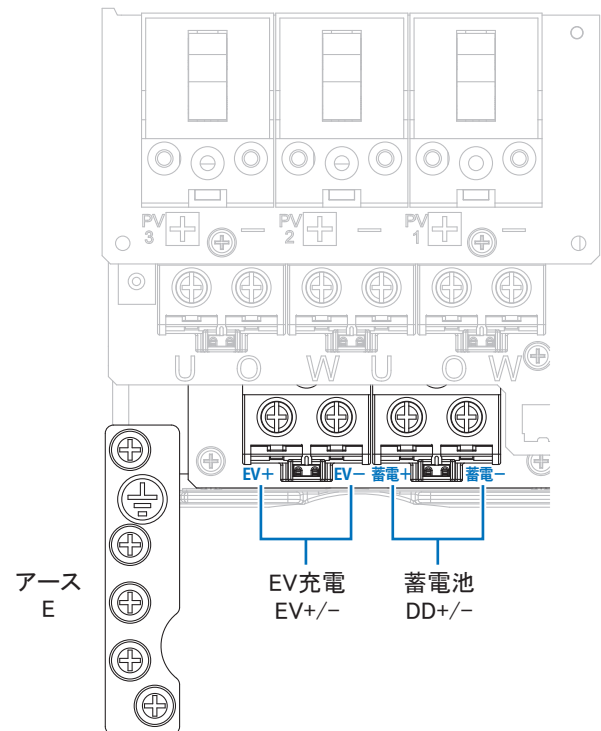 PV 3 + −
PV 2 + −
PV 1 + −
U O W U O W
EV+ EV− 蓄電+ 蓄電−
アース
E
EV充電
EV+/−
蓄電池
DD+/−